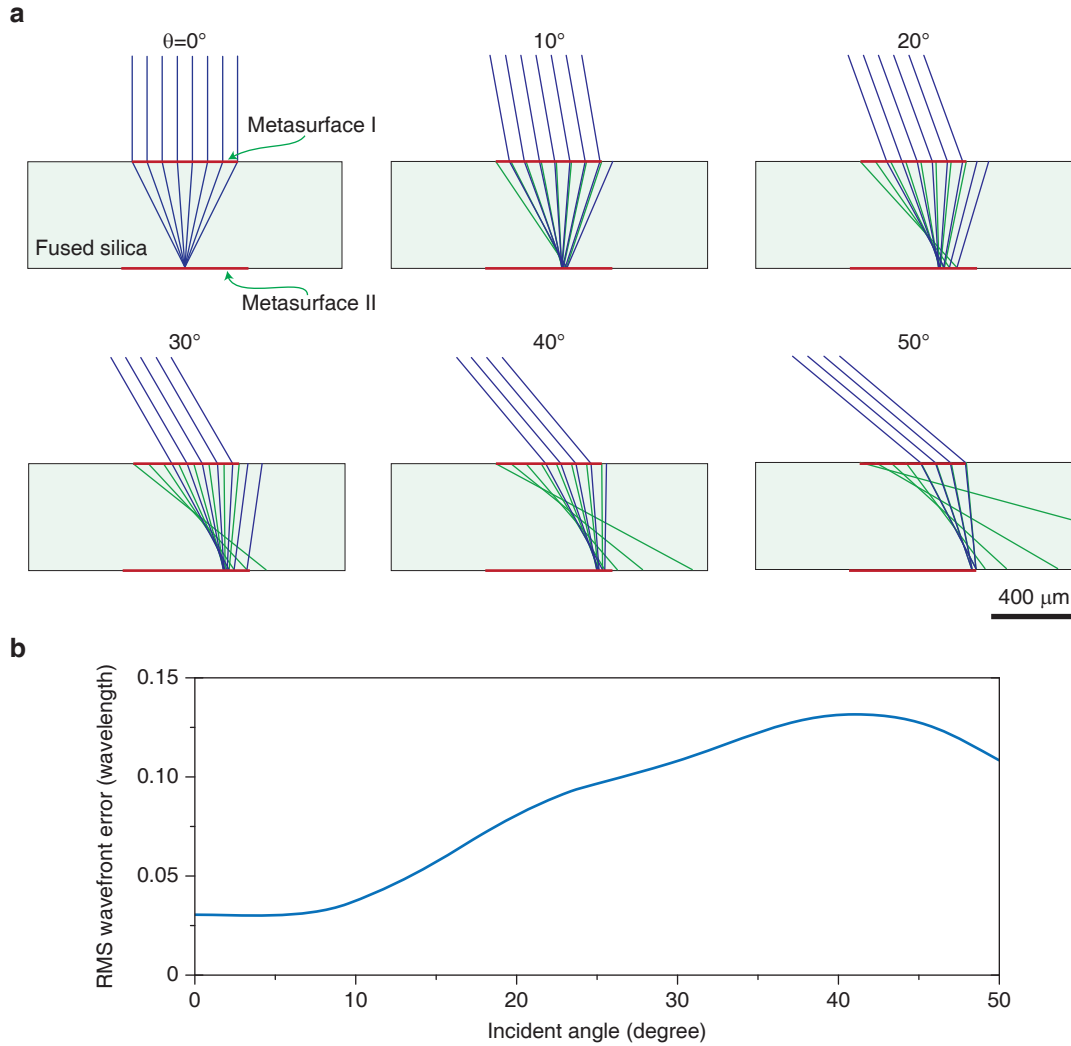 a
θ=0°
10°
20°
Metasurface I
Fused silica
Metasurface II
30°
40°
50°
400 μm
b
RMS wavefront error (wavelength)
0.15
0.10
0.05
0
0 10 20 30 40 50
Incident angle (degree)